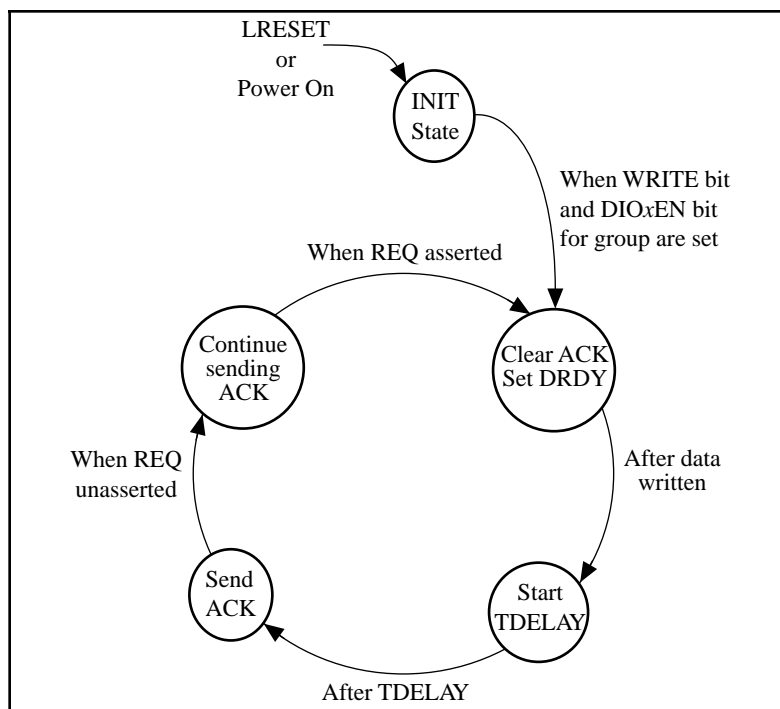 LRESET
or
Power On
INIT
State
When WRITE bit
and DIOxEN bit
for group are set
When REQ asserted
Continue
sending
ACK
Clear ACK
Set DRDY
When REQ
unasserted
After data
written
Send
ACK
Start
TDELAY
After TDELAY